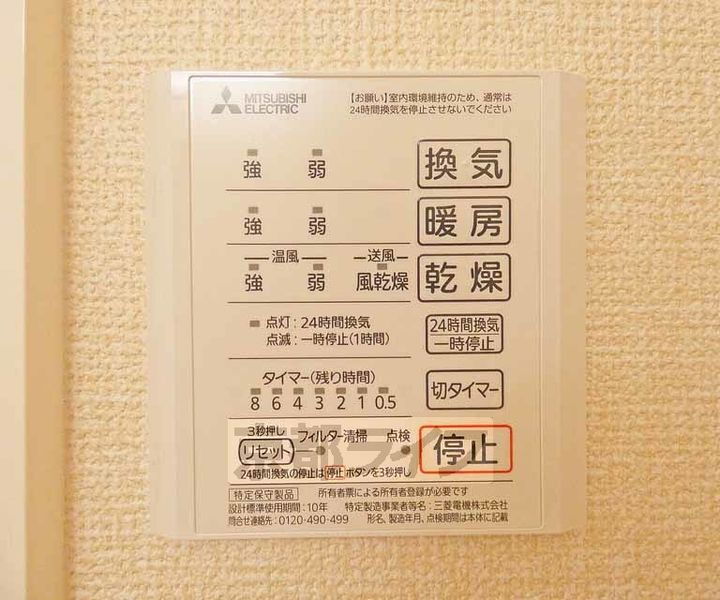 MITSUBISHI
ELECTRIC
【お願い】室内環境維持のため、通常は
24時間換気を停止させないでください
強 弱 換気
強 弱 暖房
温風 送風
強 弱 風乾燥 乾燥
点灯:24時間換気
点滅:一時停止(1時間)
24時間換気
一時停止
タイマー(残り時間)
8 6 4 3 2 1 0.5
切タイマー
3秒押し
リセット フィルター清掃 点検
停止
24時間換気の停止は停止ボタンを3秒押し
京都ライフ
特定保守製品 所有者票による所有者登録が必要です
設計標準使用期間:10年 特定製造事業者等名:三菱電機株式会社
問合せ連絡先:0120-490-499 形名、製造年月、点検期間は本体に記載